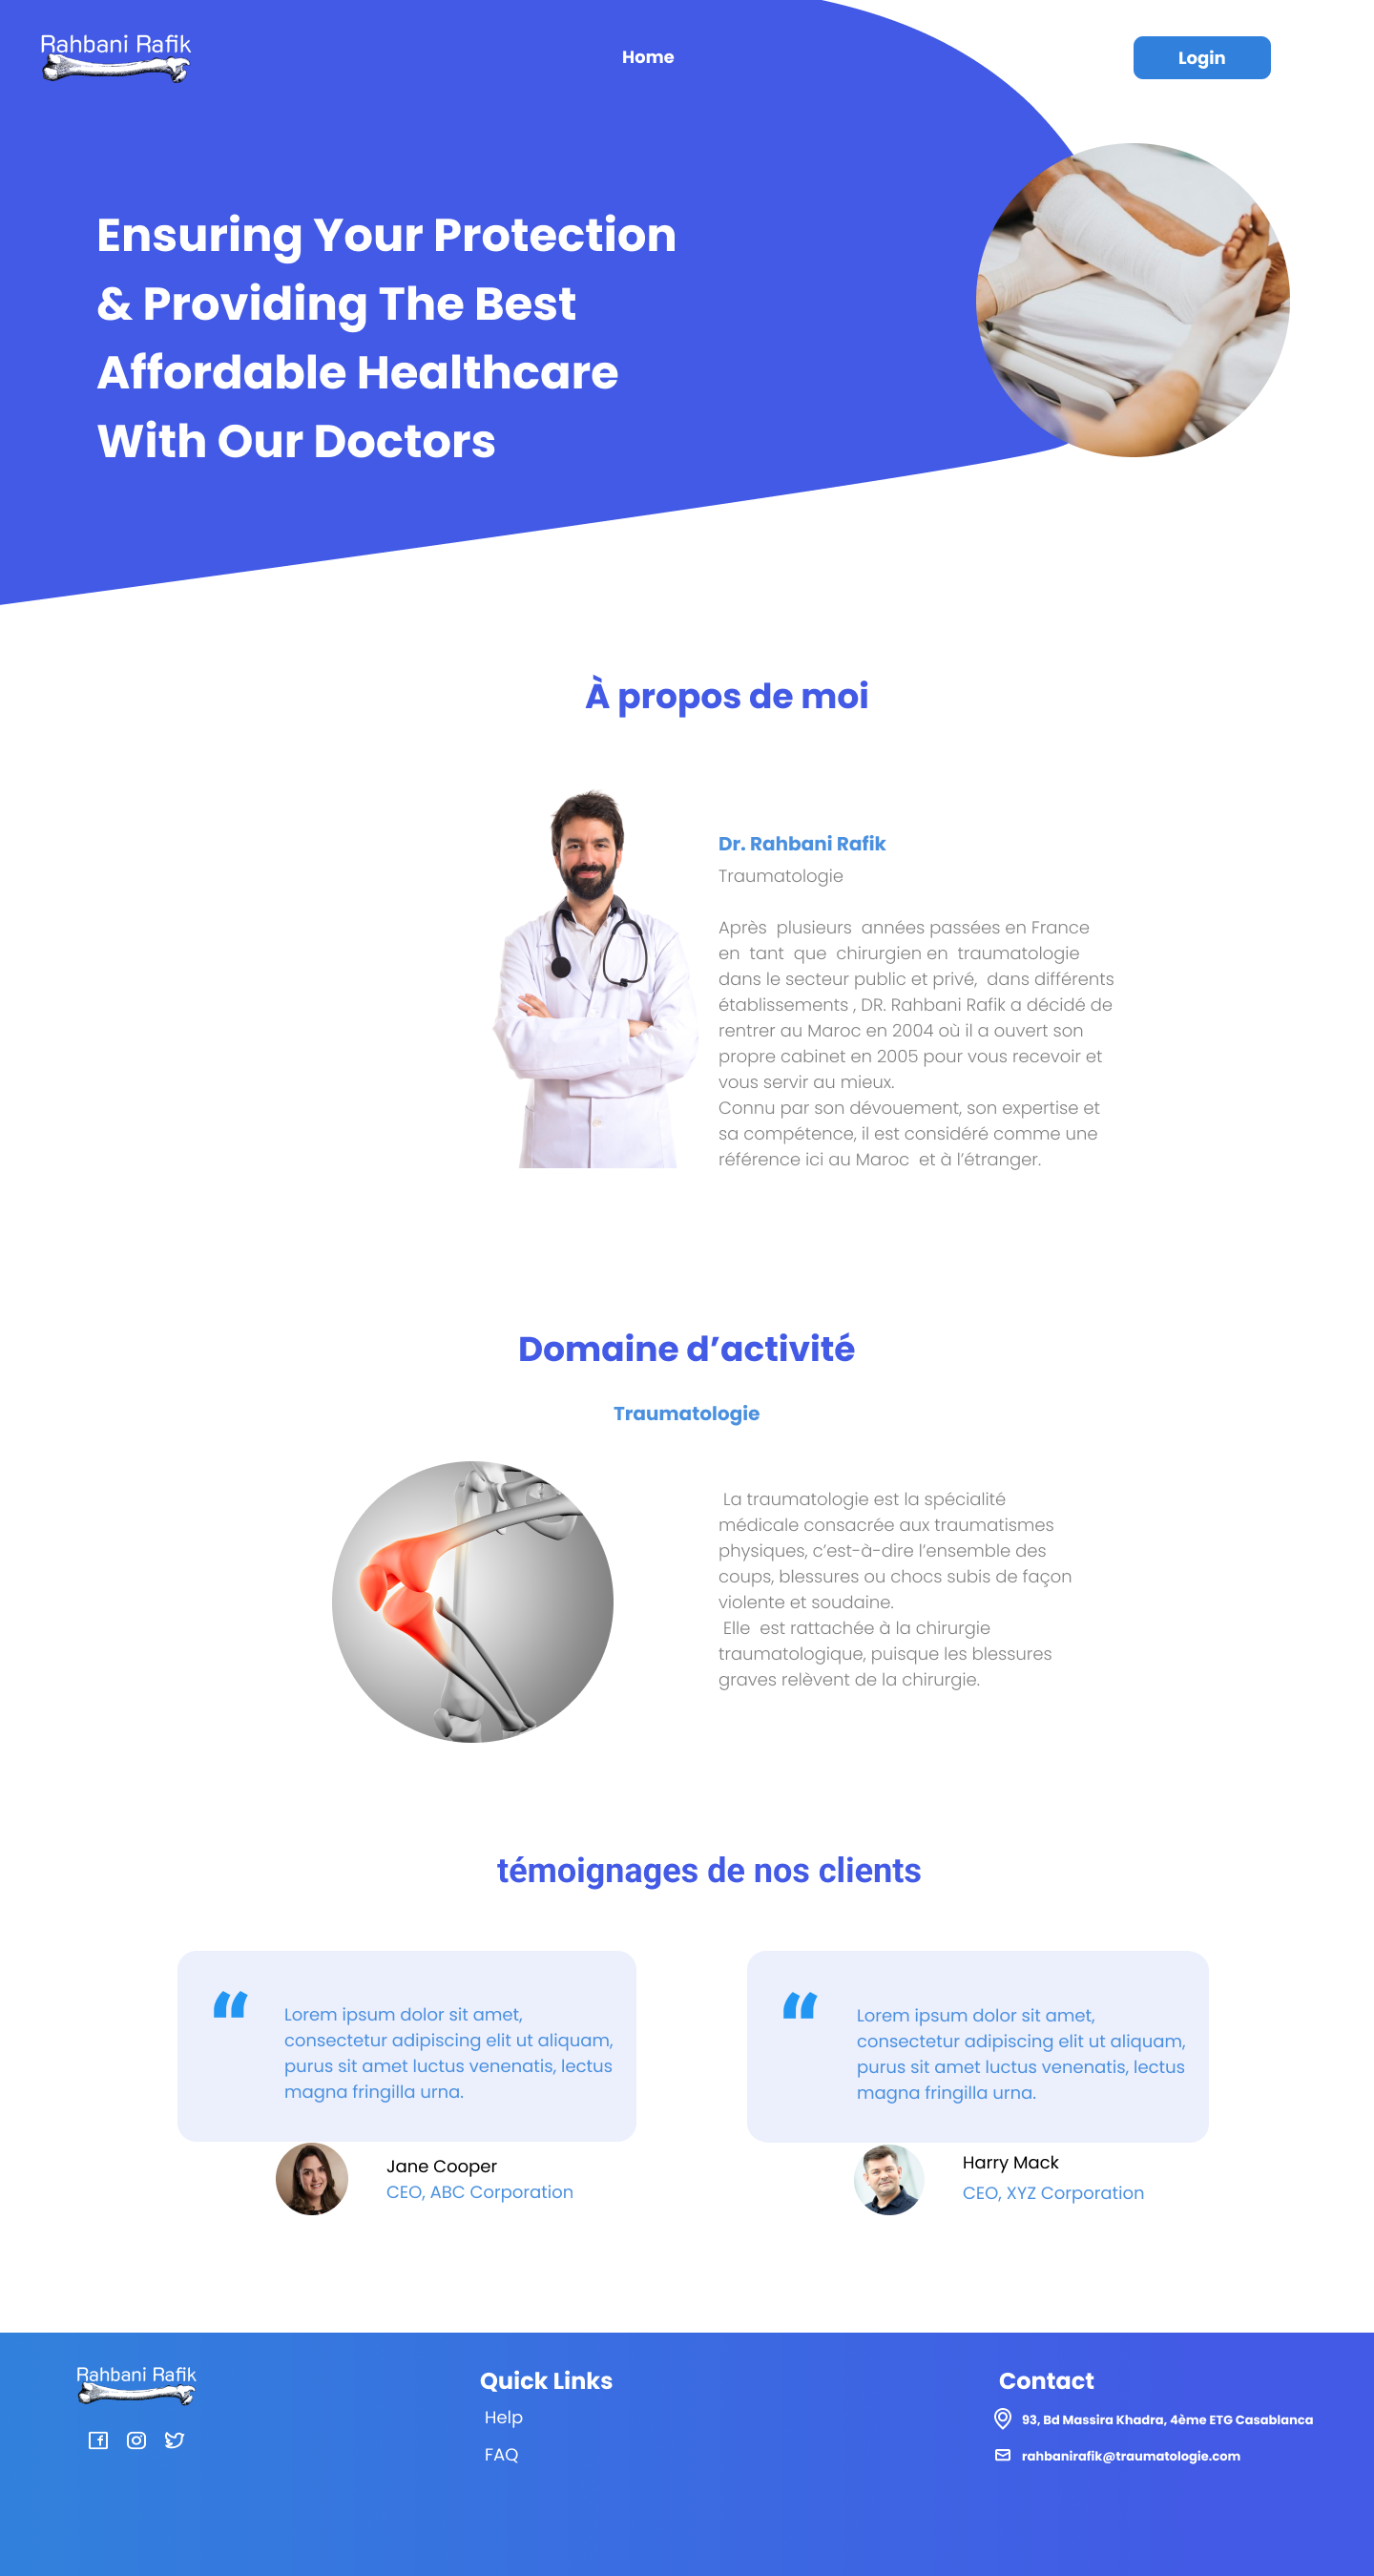 Rahbani Rafik
Home
Login
Ensuring Your Protection
& Providing The Best
Affordable Healthcare
With Our Doctors
À propos de moi
Dr. Rahbani Rafik
Traumatologie
Après plusieurs années passées en France
en tant que chirurgien en traumatologie
dans le secteur public et privé, dans différents
établissements , DR. Rahbani Rafik a décidé de
rentrer au Maroc en 2004 où il a ouvert son
propre cabinet en 2005 pour vous recevoir et
vous servir au mieux.
Connu par son dévouement, son expertise et
sa compétence, il est considéré comme une
référence ici au Maroc et à l’étranger.
Domaine d’activité
Traumatologie
La traumatologie est la spécialité
médicale consacrée aux traumatismes
physiques, c’est-à-dire l’ensemble des
coups, blessures ou chocs subis de façon
violente et soudaine.
Elle est rattachée à la chirurgie
traumatologique, puisque les blessures
graves relèvent de la chirurgie.
témoignages de nos clients
“
Lorem ipsum dolor sit amet,
consectetur adipiscing elit ut aliquam,
purus sit amet luctus venenatis, lectus
magna fringilla urna.
Jane Cooper
CEO, ABC Corporation
“
Lorem ipsum dolor sit amet,
consectetur adipiscing elit ut aliquam,
purus sit amet luctus venenatis, lectus
magna fringilla urna.
Harry Mack
CEO, XYZ Corporation
Rahbani Rafik
Quick Links
Help
FAQ
Contact
93, Bd Massira Khadra, 4ème ETG Casablanca
rahbanirafik@traumatologie.com